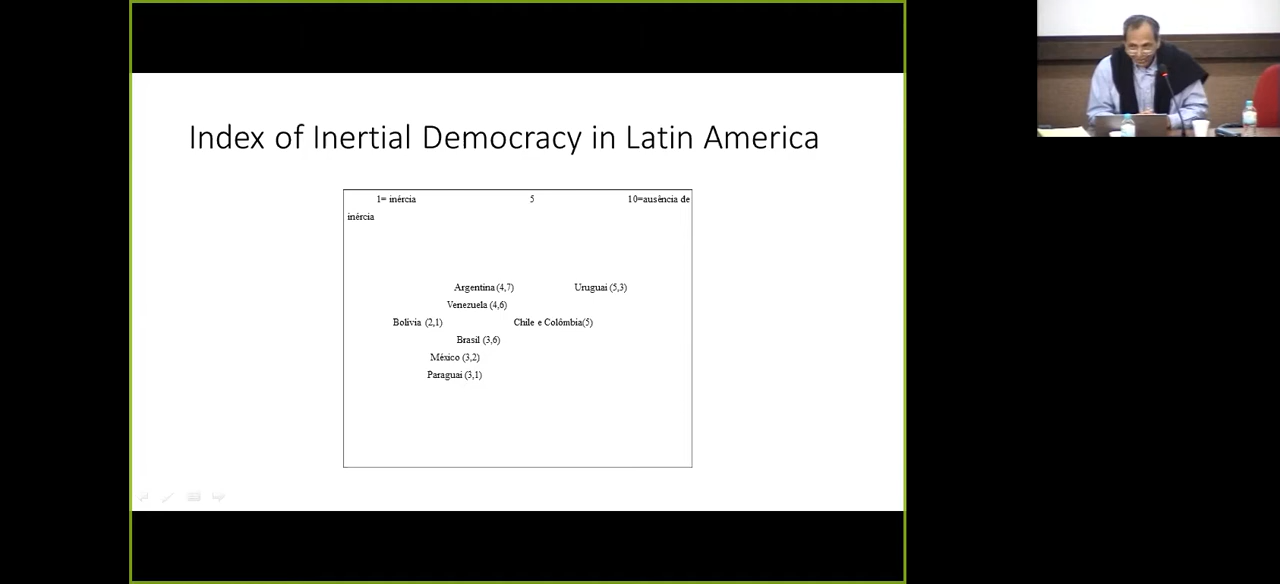 Index of Inertial Democracy in Latin America
1= inércia 5 10=ausência de
inércia
Argentina (4,7) Uruguai (5,3)
Venezuela (4,6)
Bolívia (2,1) Chile e Colômbia(5)
Brasil (3,6)
México (3,2)
Paraguai (3,1)